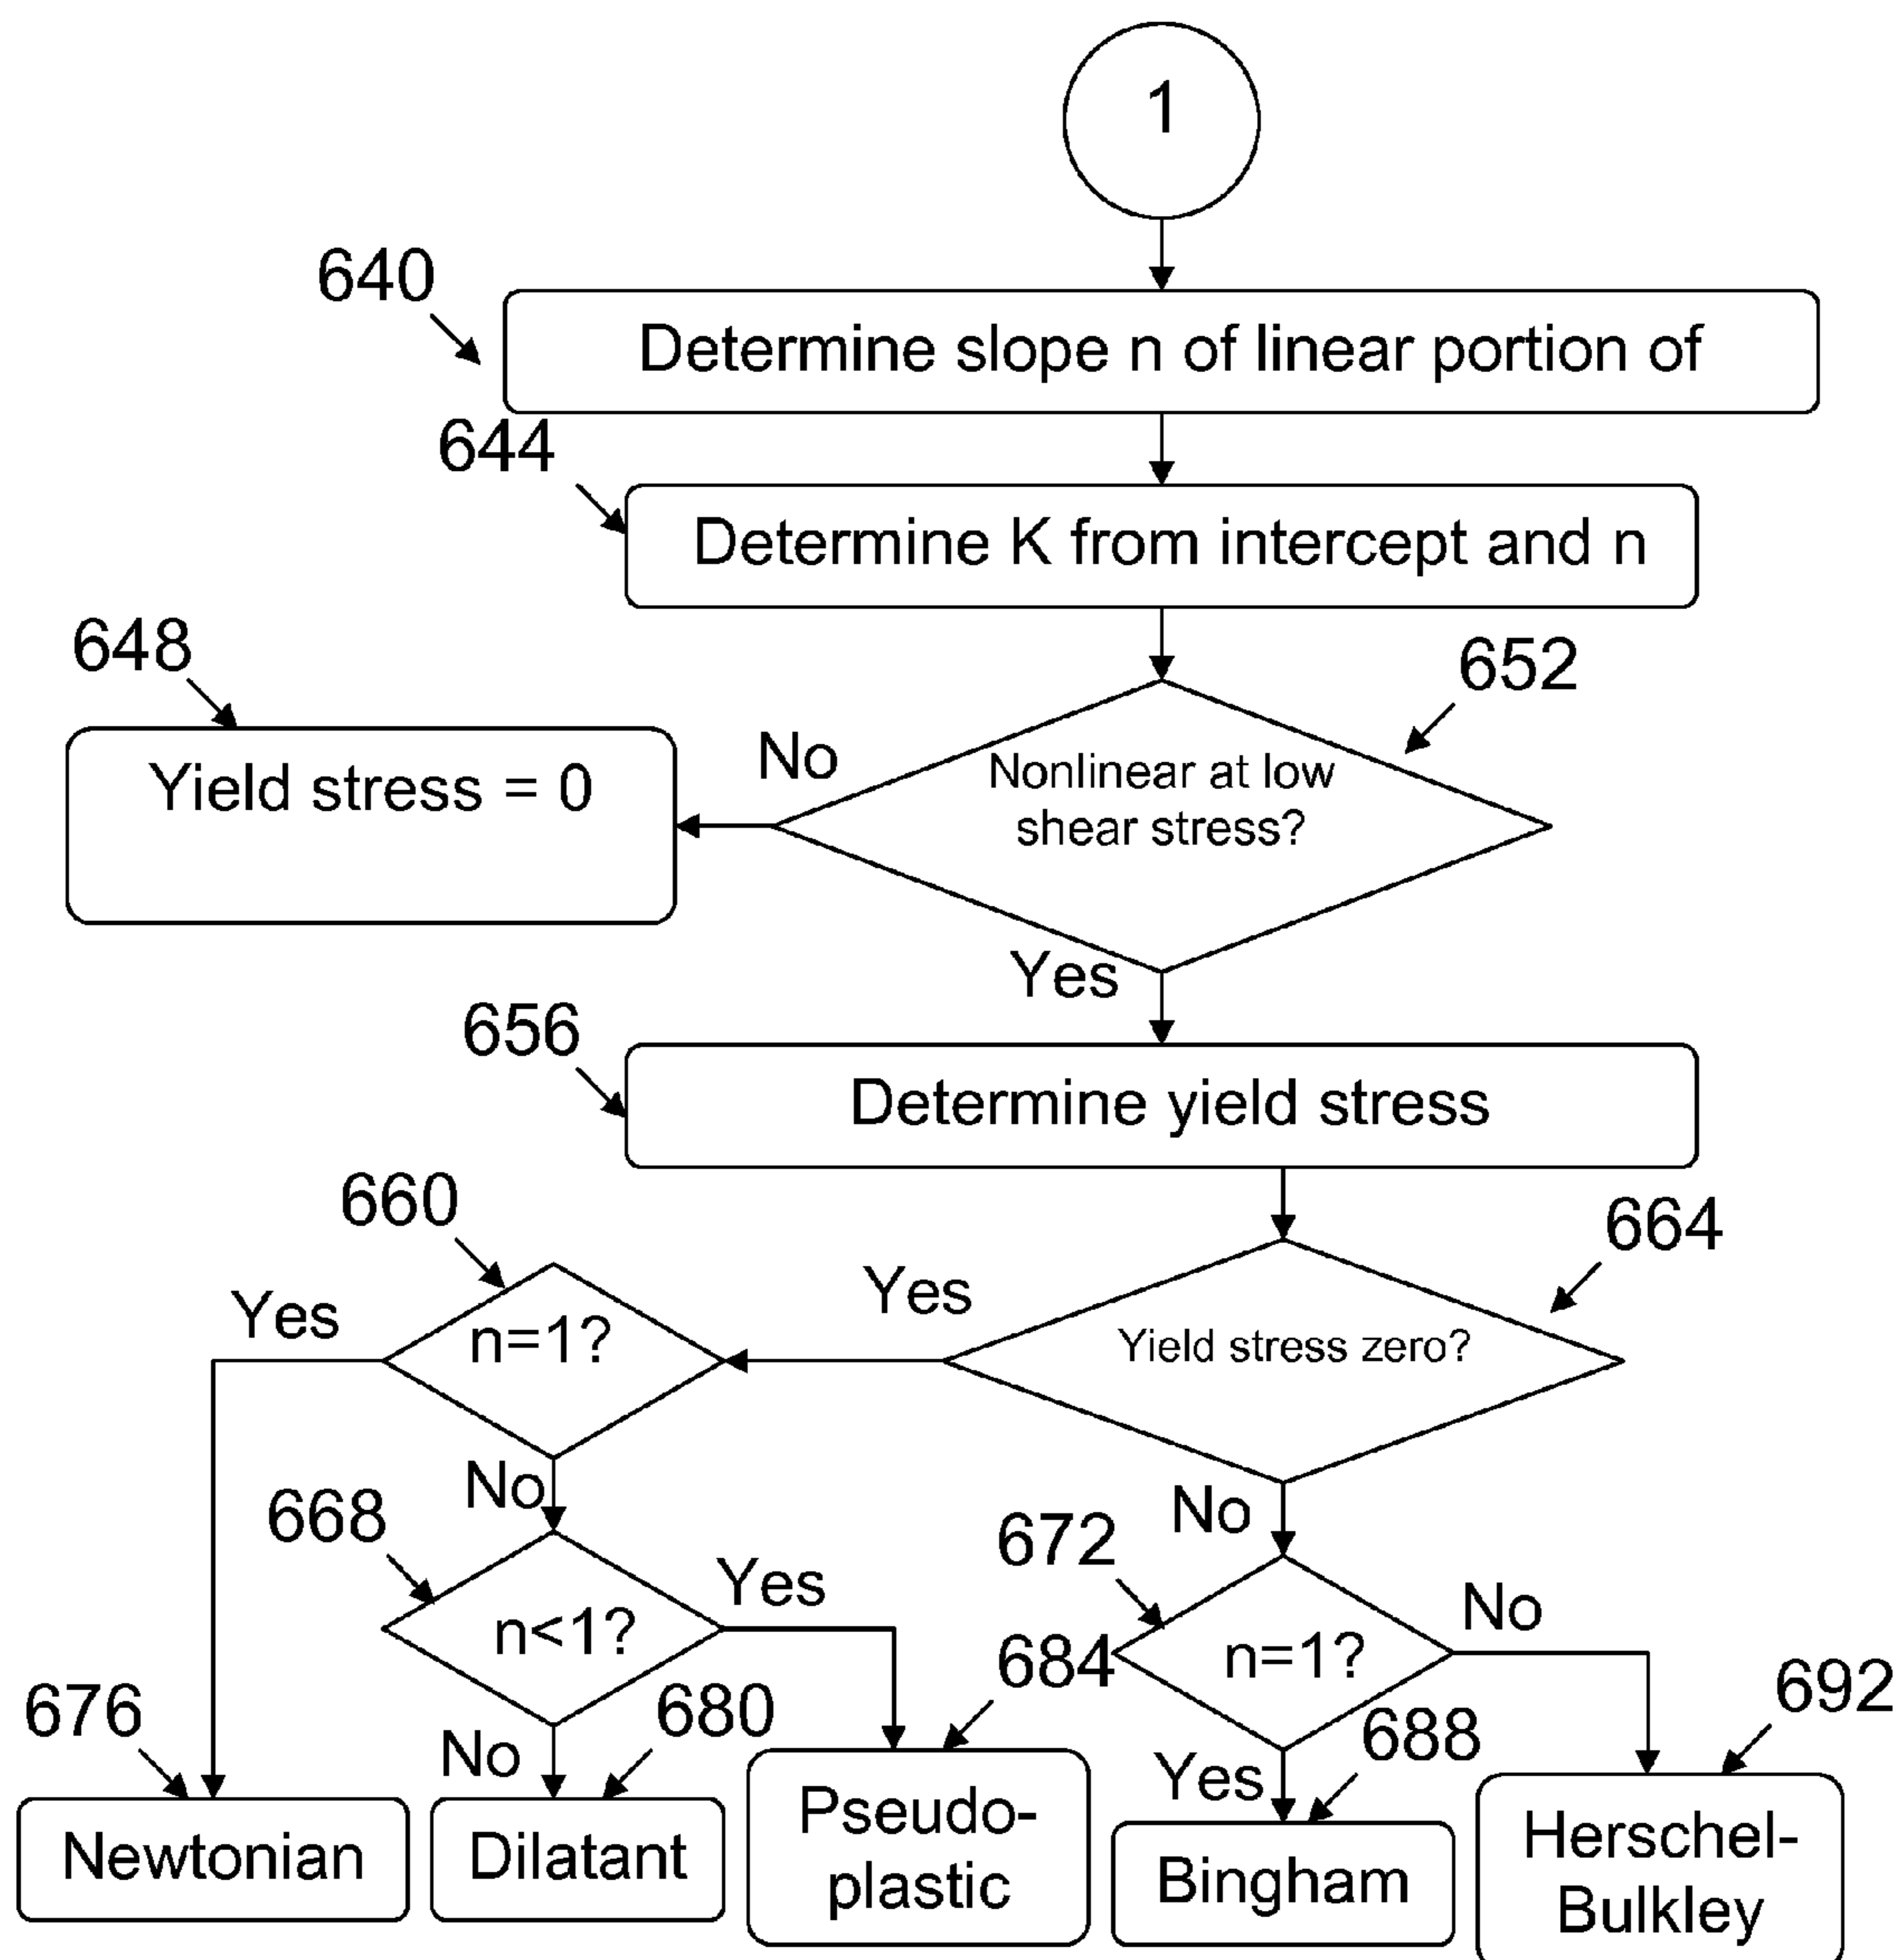 1
640
Determine slope n of linear portion of
644
Determine K from intercept and n
648
652
Yield stress = 0
No
Nonlinear at low
shear stress?
Yes
656
Determine yield stress
660
664
Yes
n=1?
Yes
Yield stress zero?
No
668
n<1?
Yes
No
672
n=1?
No
676
No
680
684
Yes
688
692
Newtonian
Dilatant
Pseudo-
plastic
Bingham
Herschel-
Bulkley